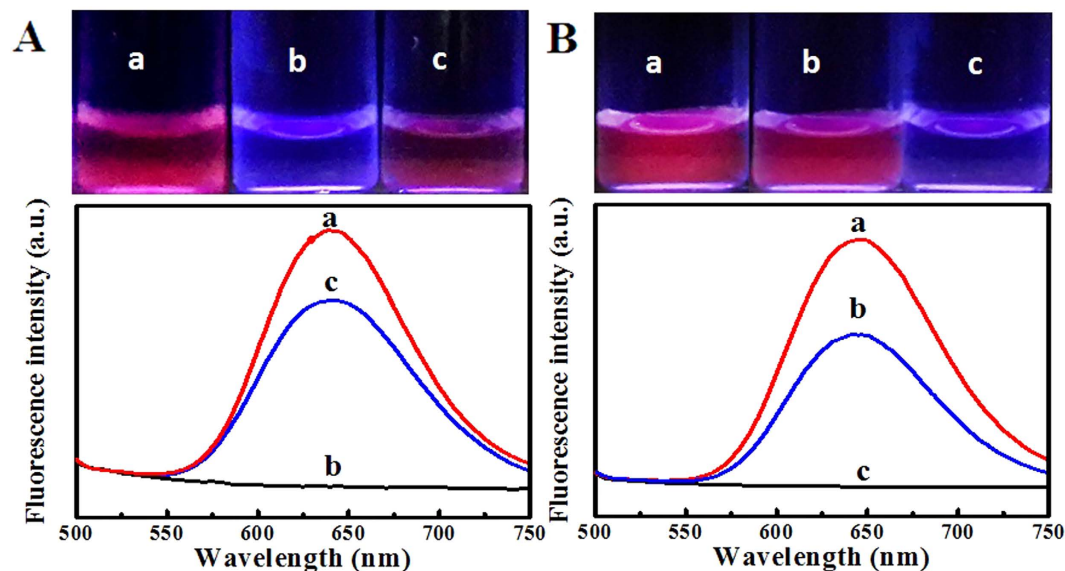 A
a b c
Fluorescence intensity (a.u.)
a
c
b
500 550 600 650 700 750
Wavelength (nm)
B
a b c
Fluorescence intensity (a.u.)
a
b
c
500 550 600 650 700 750
Wavelength (nm)